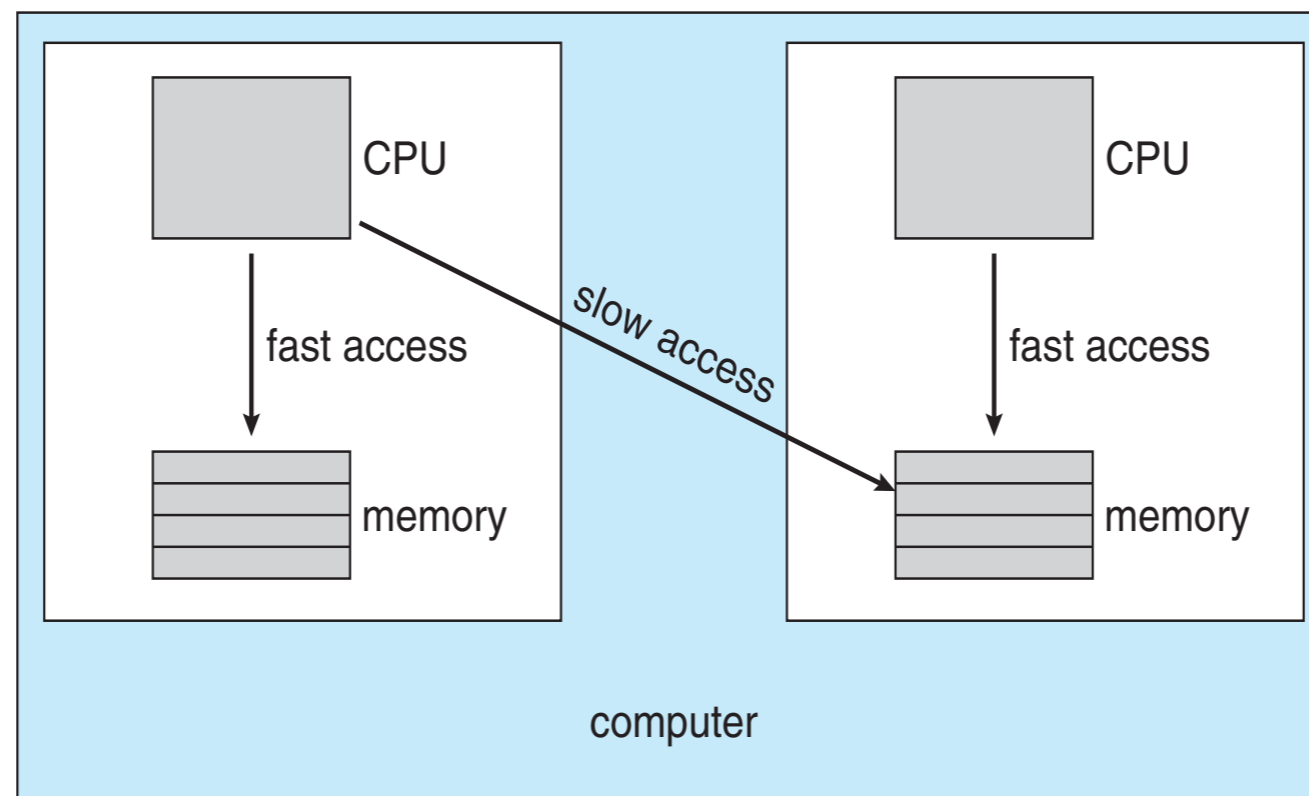 CPU
CPU
slow access
fast access
fast access
memory
memory
computer